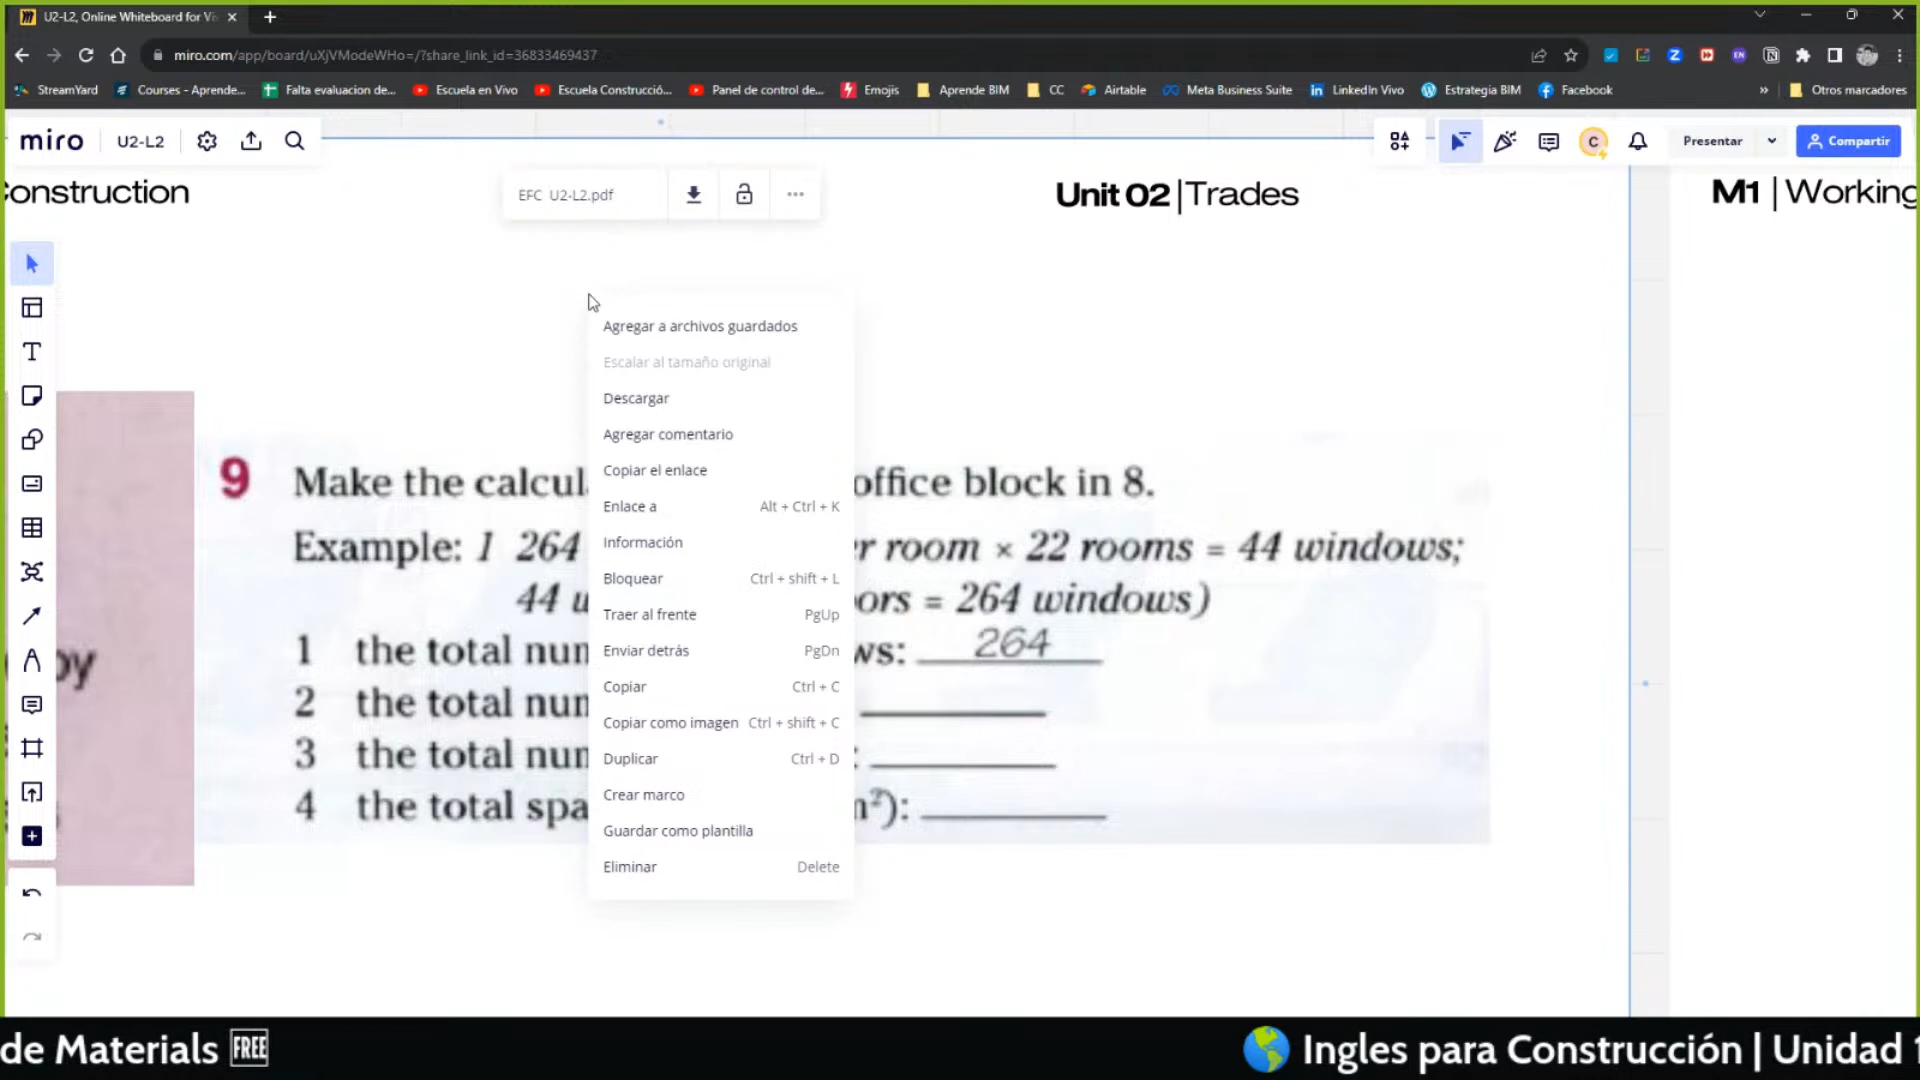 U2-L2, Online Whiteboard for Vi
miro.com/app/board/uXjVModeWHo=/?share_link_id=36833469437
StreamYard
Courses - Aprende...
Falta evaluacion de...
Escuela en Vivo
Escuela Construcció...
Panel de control de...
Emojis
Aprende BIM
CC
Airtable
Meta Business Suite
LinkedIn Vivo
Estrategia BIM
Facebook
»
Otros marcadores
miro
U2-L2
C
Presentar
Compartir
onstruction
EFC U2-L2.pdf
Unit 02 | Trades
M1 | Working
Agregar a archivos guardados
Escalar al tamaño original
Descargar
Agregar comentario
Copiar el enlace
Enlace a Alt + Ctrl + K
Información
Bloquear Ctrl + shift + L
Traer al frente PgUp
Enviar detrás PgDn
Copiar Ctrl + C
Copiar como imagen Ctrl + shift + C
Duplicar Ctrl + D
Crear marco
Guardar como plantilla
Eliminar Delete
9 Make the calcul office block in 8.
Example: 1 264 r room × 22 rooms = 44 windows;
44 ors = 264 windows)
1 the total nun ws: 264
2 the total nun
3 the total nun :
4 the total spa ²):
by
de Materials FREE
Ingles para Construcción | Unidad 1